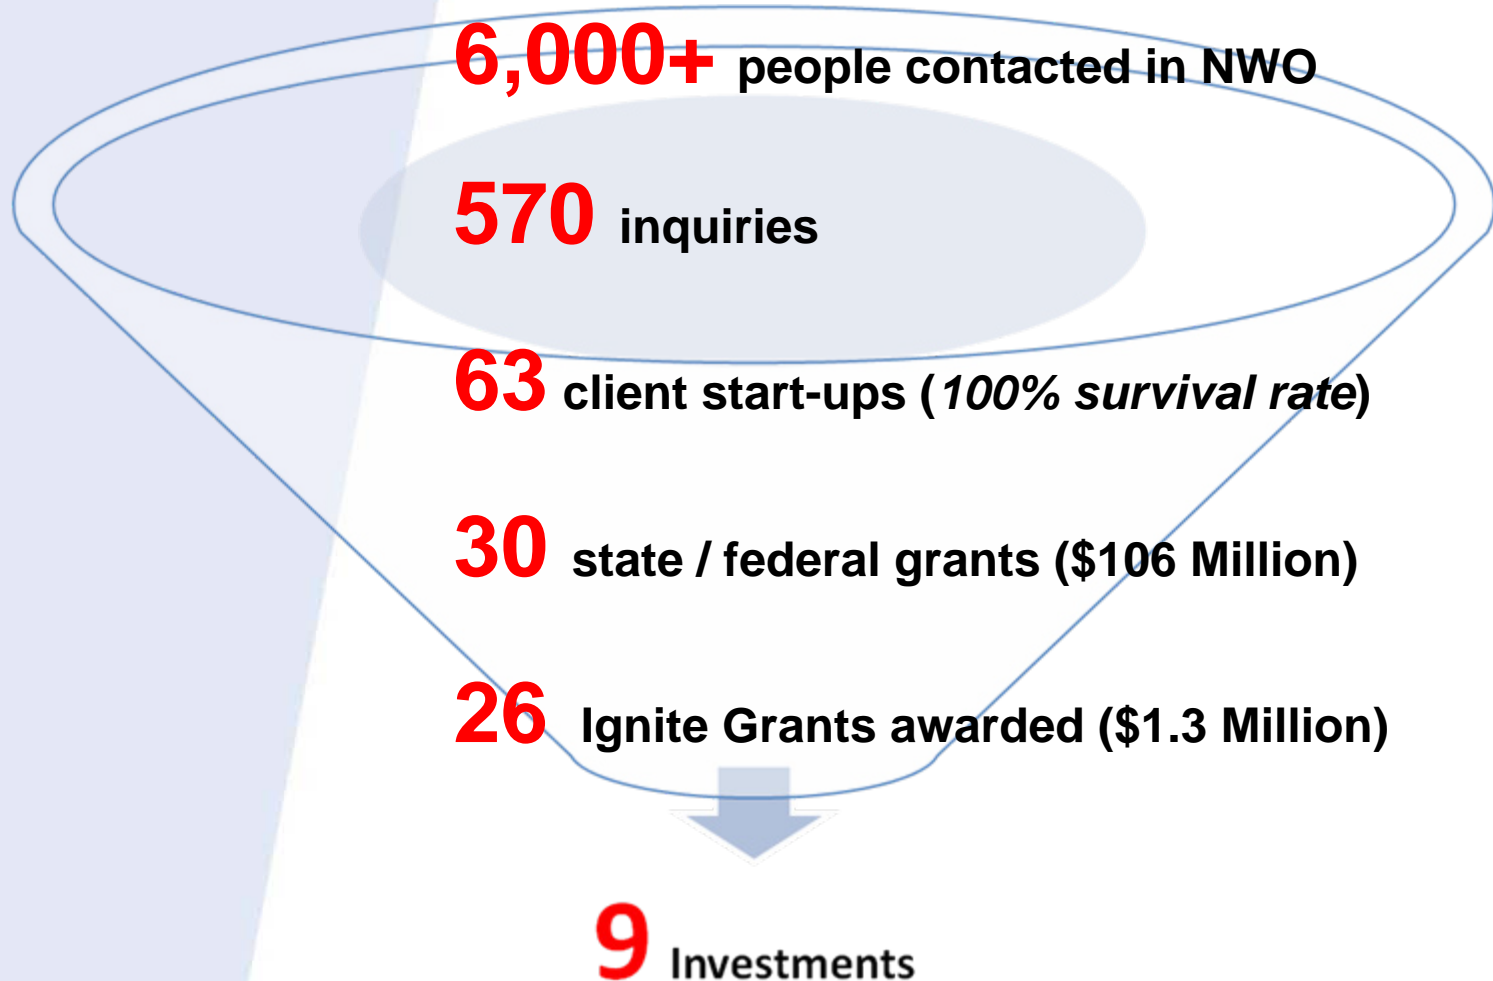 6,000+ people contacted in NWO
570 inquiries
63 client start-ups (100% survival rate)
30 state / federal grants ($106 Million)
26 Ignite Grants awarded ($1.3 Million)
9 Investments